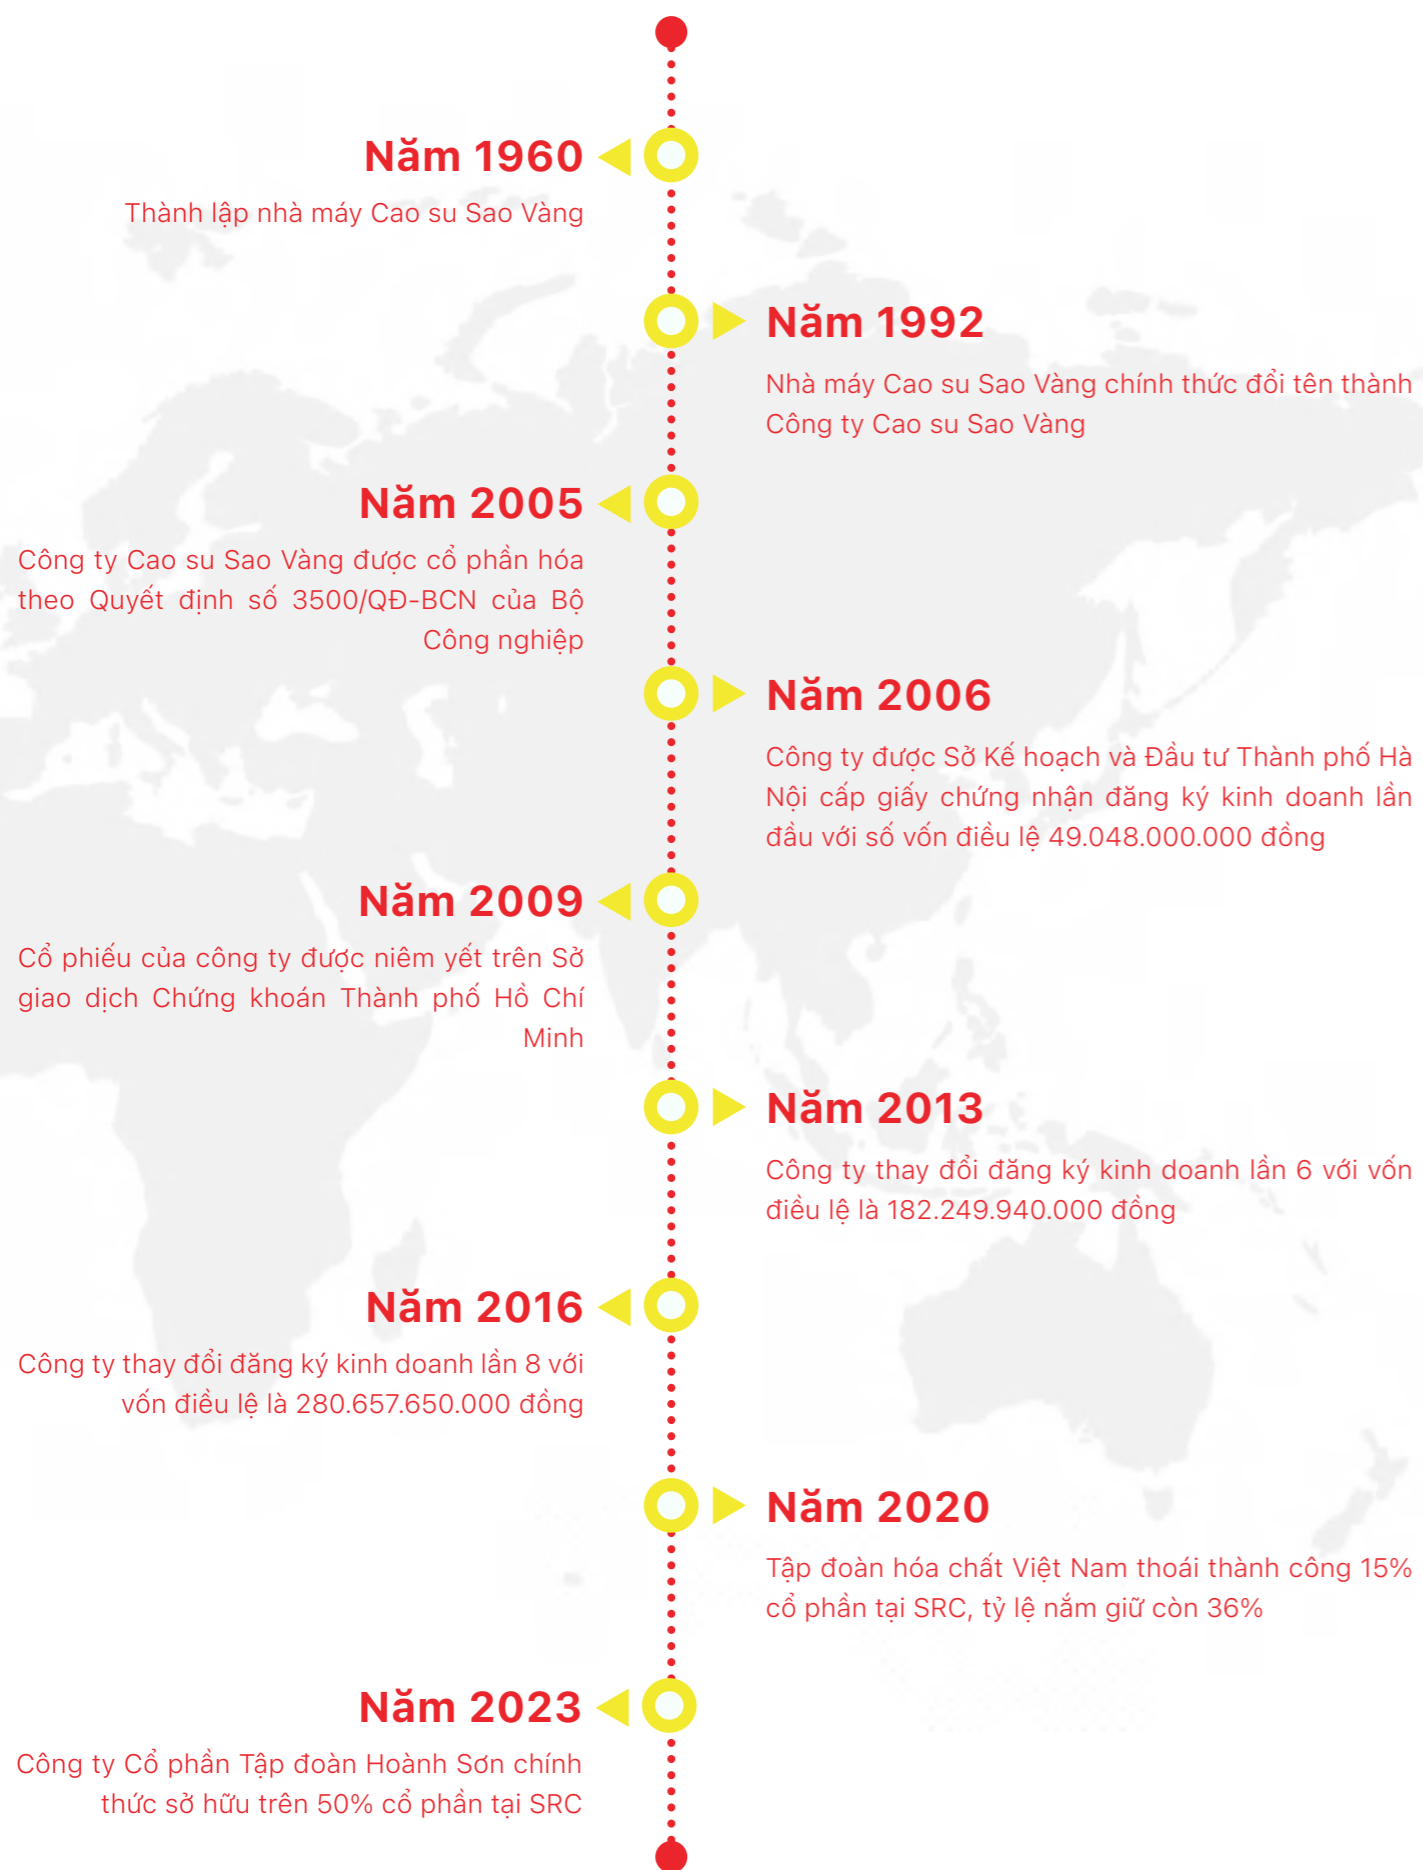 Năm 1960
Thành lập nhà máy Cao su Sao Vàng
Năm 1992
Nhà máy Cao su Sao Vàng chính thức đổi tên thành
Công ty Cao su Sao Vàng
Năm 2005
Công ty Cao su Sao Vàng được cổ phần hóa
theo Quyết định số 3500/QĐ-BCN của Bộ
Công nghiệp
Năm 2006
Công ty được Sở Kế hoạch và Đầu tư Thành phố Hà
Nội cấp giấy chứng nhận đăng ký kinh doanh lần
đầu với số vốn điều lệ 49.048.000.000 đồng
Năm 2009
Cổ phiếu của công ty được niêm yết trên Sở
giao dịch Chứng khoán Thành phố Hồ Chí
Minh
Năm 2013
Công ty thay đổi đăng ký kinh doanh lần 6 với vốn
điều lệ là 182.249.940.000 đồng
Năm 2016
Công ty thay đổi đăng ký kinh doanh lần 8 với
vốn điều lệ là 280.657.650.000 đồng
Năm 2020
Tập đoàn hóa chất Việt Nam thoái thành công 15%
cổ phần tại SRC, tỷ lệ nắm giữ còn 36%
Năm 2023
Công ty Cổ phần Tập đoàn Hoành Sơn chính
thức sở hữu trên 50% cổ phần tại SRC